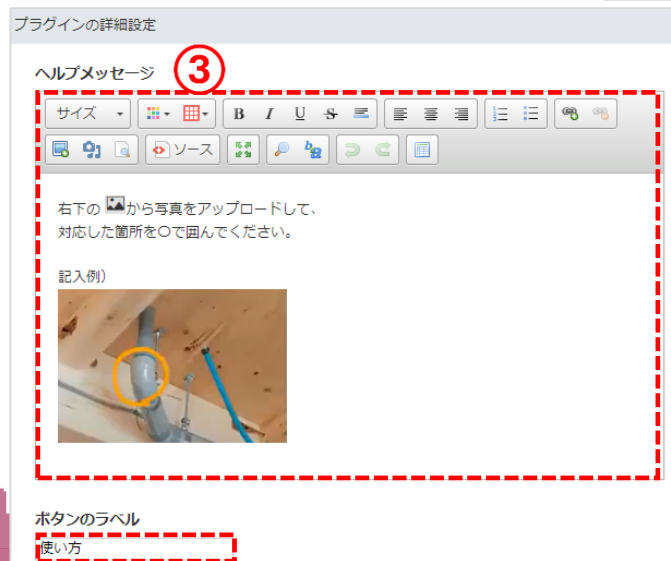 プラグインの詳細設定
ヘルプメッセージ
③
サイズ
B I U S
ソース
右下の から写真をアップロードして、
対応した箇所を〇で囲んでください。
記入例）
ボタンのラベル
使い方